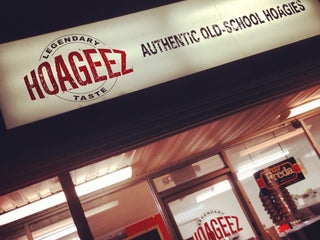 LEGENDARY
HOAGEEZ
TASTE
AUTHENTIC OLD-SCHOOL HOAGIES
LEGENDARY
HOAGEEZ